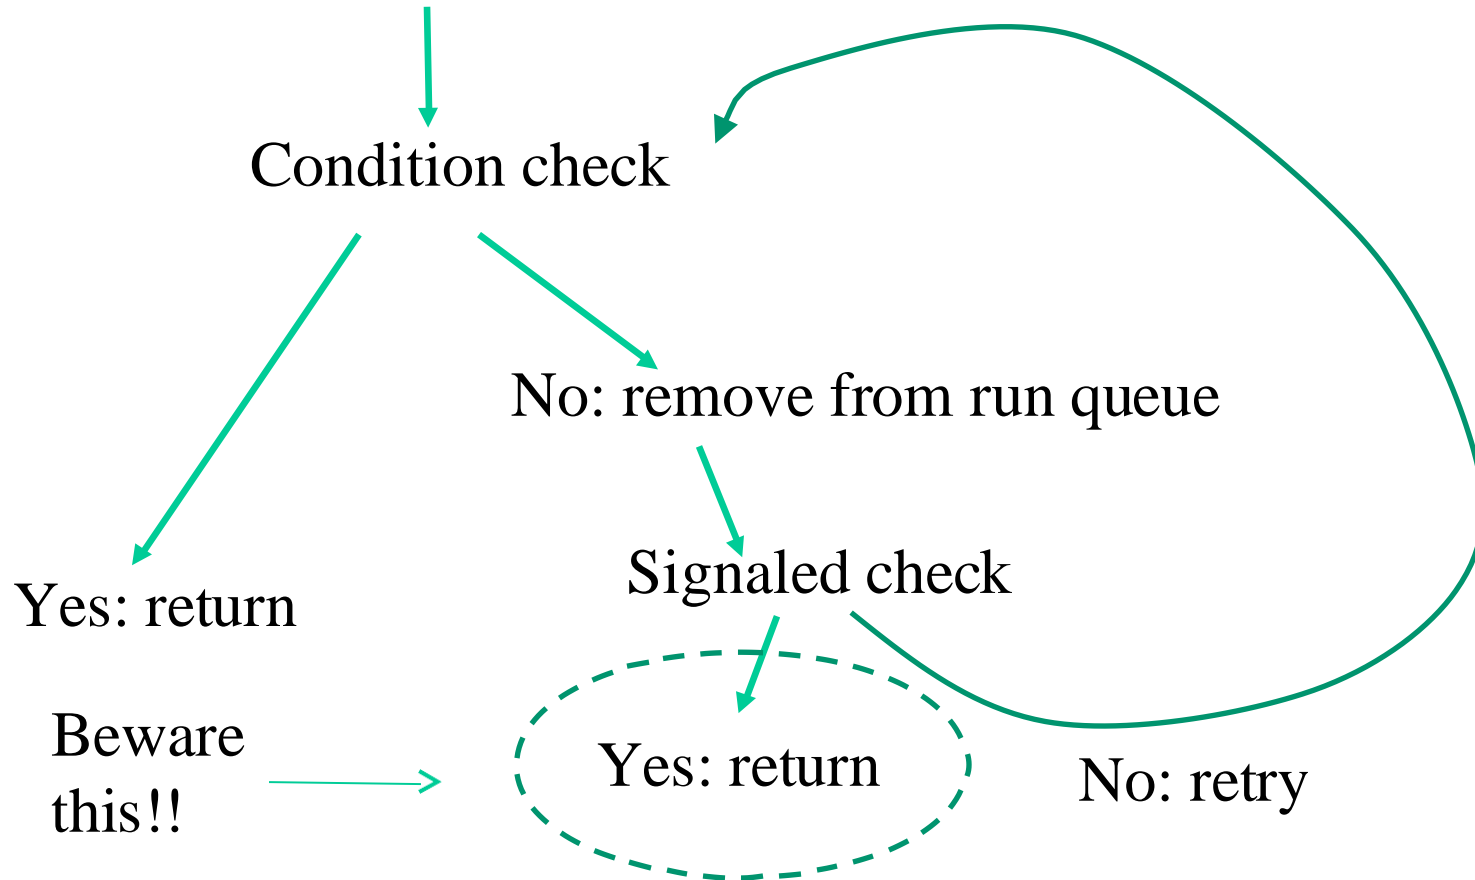 Condition check
No: remove from run queue
Signaled check
Yes: return
Beware
this!!
Yes: return
No: retry